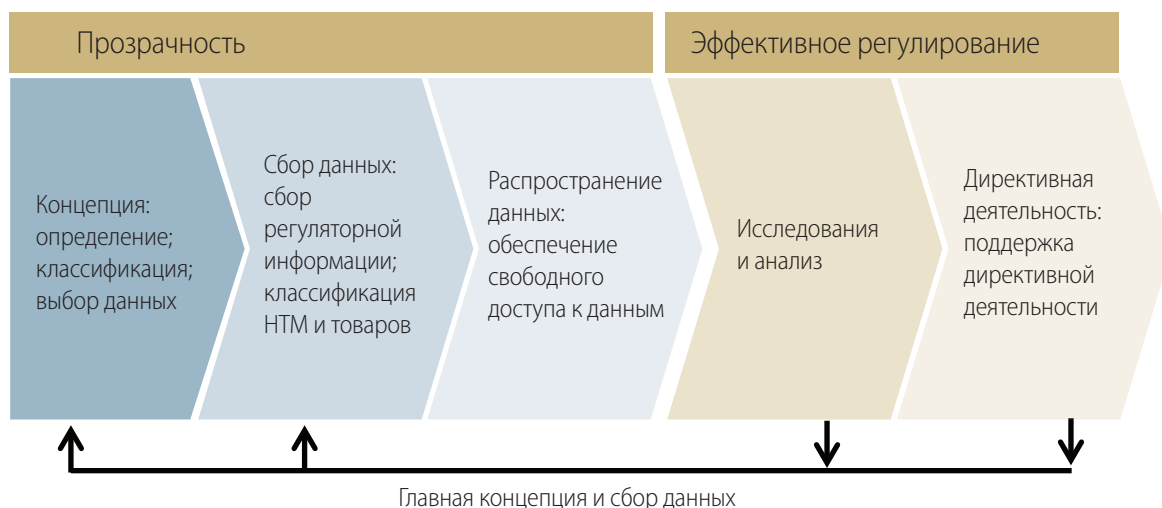 Прозрачность
Эффективное регулирование
Концепция:
определение;
классификация;
выбор данных
Сбор данных:
сбор
регуляторной
информации;
классификация
НТМ и товаров
Распространение
данных:
обеспечение
свободного
доступа к данным
Исследования
и анализ
Директивная
деятельность:
поддержка
директивной
деятельности
Главная концепция и сбор данных